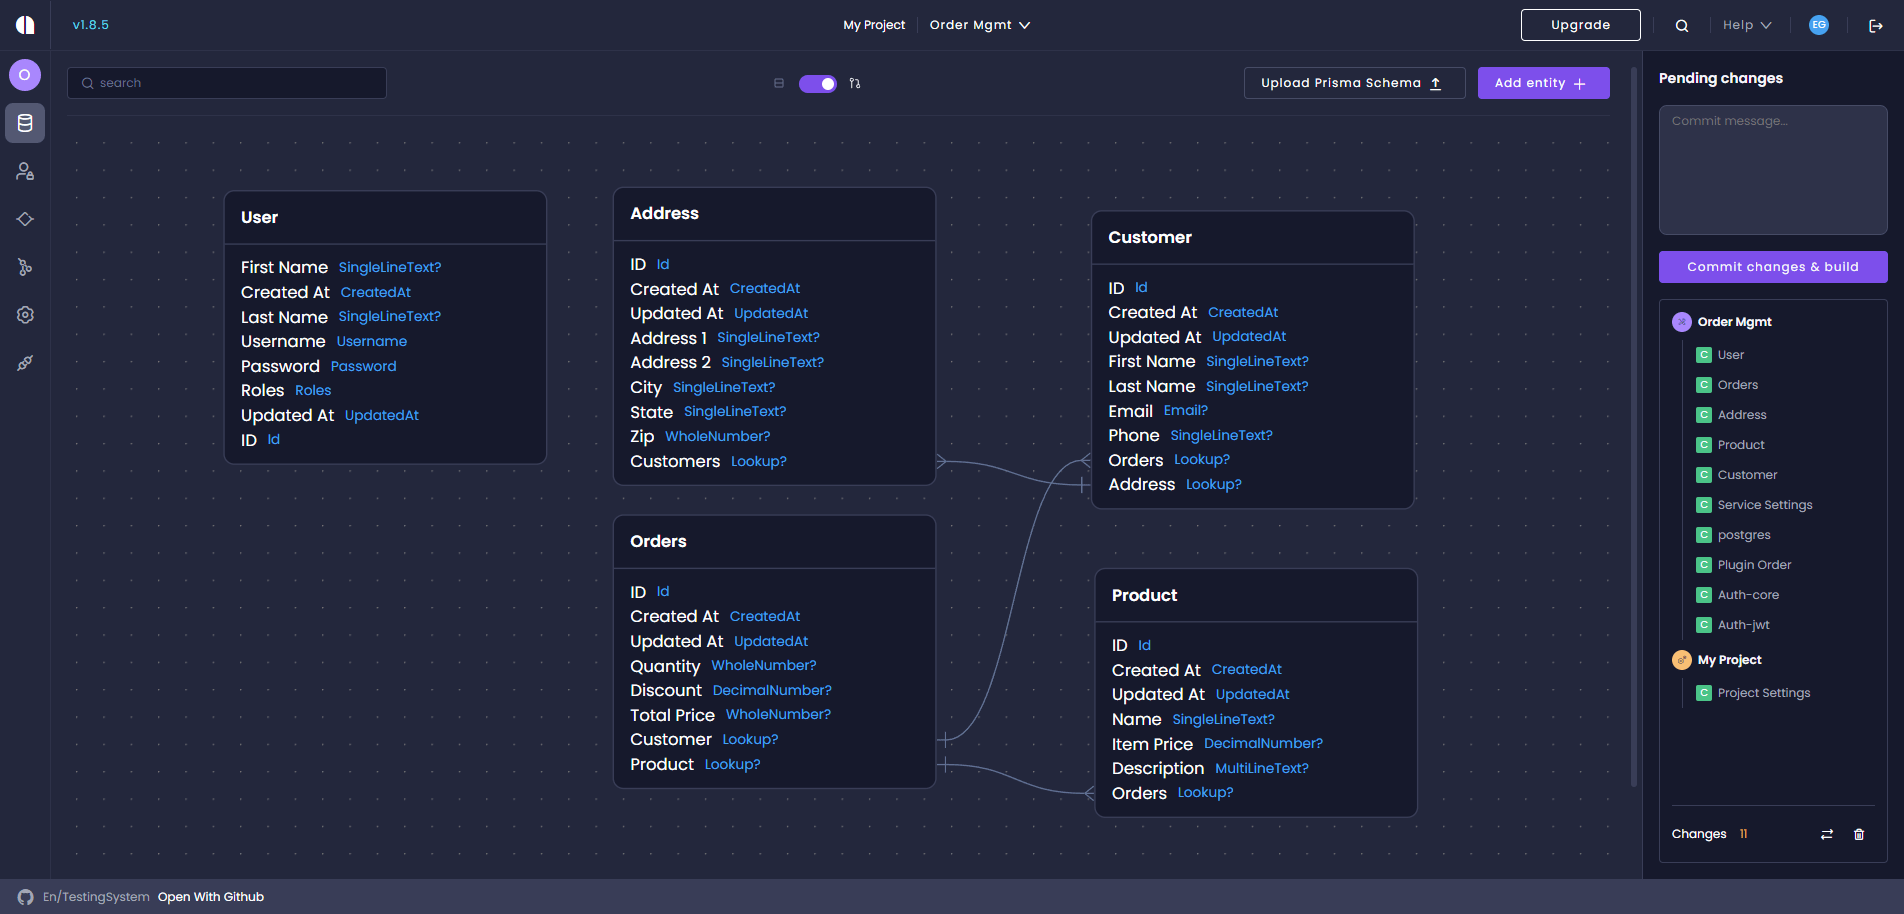 v1.8.5
My Project
Order Mgmt
Upgrade
Help
EG
O
search
Upload Prisma Schema
Add entity
User
First Name SingleLineText?
Created At CreatedAt
Last Name SingleLineText?
Username Username
Password Password
Roles Roles
Updated At UpdatedAt
ID Id
Address
ID Id
Created At CreatedAt
Updated At UpdatedAt
Address 1 SingleLineText?
Address 2 SingleLineText?
City SingleLineText?
State SingleLineText?
Zip WholeNumber?
Customers Lookup?
Customer
ID Id
Created At CreatedAt
Updated At UpdatedAt
First Name SingleLineText?
Last Name SingleLineText?
Email Email?
Phone SingleLineText?
Orders Lookup?
Address Lookup?
Orders
ID Id
Created At CreatedAt
Updated At UpdatedAt
Quantity WholeNumber?
Discount DecimalNumber?
Total Price WholeNumber?
Customer Lookup?
Product Lookup?
Product
ID Id
Created At CreatedAt
Updated At UpdatedAt
Name SingleLineText?
Item Price DecimalNumber?
Description MultiLineText?
Orders Lookup?
Pending changes
Commit message...
Commit changes & build
Order Mgmt
C User
C Orders
C Address
C Product
C Customer
C Service Settings
C postgres
C Plugin Order
C Auth-core
C Auth-jwt
My Project
C Project Settings
Changes 11
En/TestingSystem Open With Github